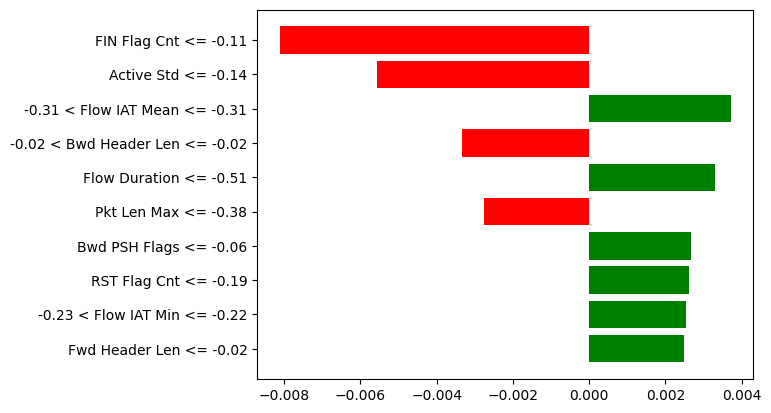 FIN Flag Cnt <= -0.11
Active Std <= -0.14
-0.31 < Flow IAT Mean <= -0.31
-0.02 < Bwd Header Len <= -0.02
Flow Duration <= -0.51
Pkt Len Max <= -0.38
Bwd PSH Flags <= -0.06
RST Flag Cnt <= -0.19
-0.23 < Flow IAT Min <= -0.22
Fwd Header Len <= -0.02
−0.008 −0.006 −0.004 −0.002 0.000 0.002 0.004